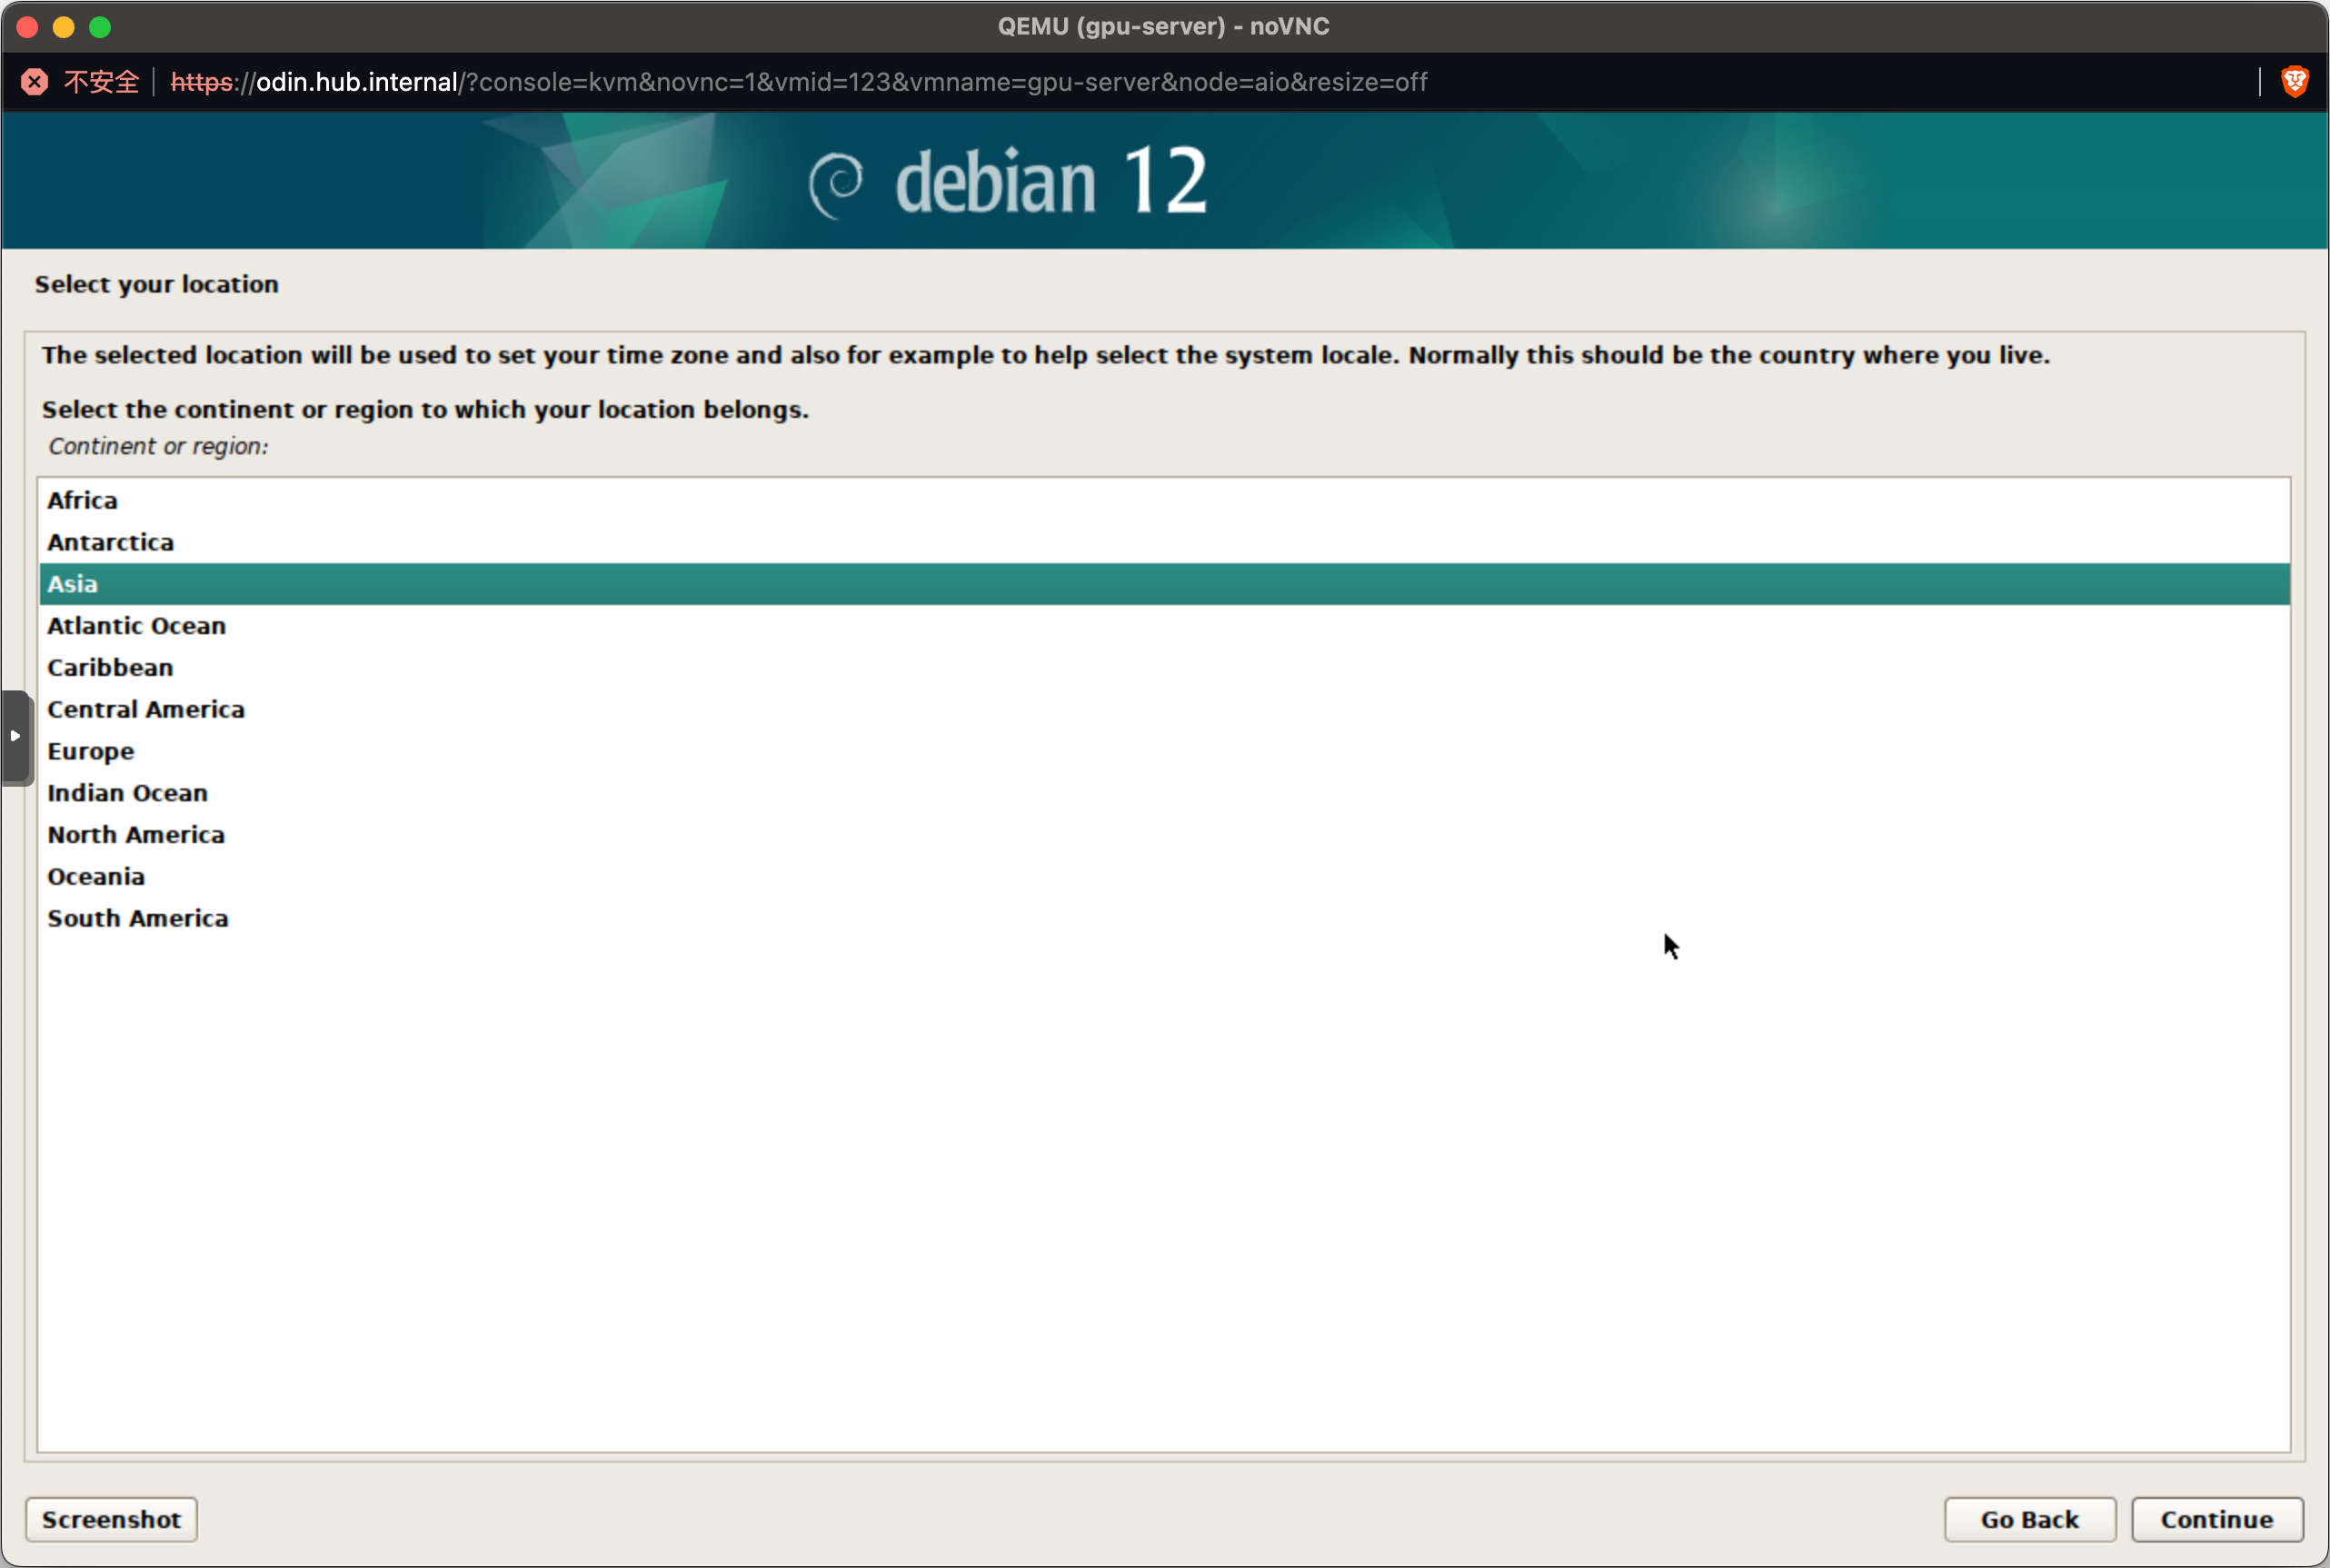 QEMU (gpu-server) - noVNC
不安全 https://odin.hub.internal/?console=kvm&novnc=1&vmid=123&vmname=gpu-server&node=aio&resize=off
debian 12
Select your location
The selected location will be used to set your time zone and also for example to help select the system locale. Normally this should be the country where you live.
Select the continent or region to which your location belongs.
Continent or region:
Africa
Antarctica
Asia
Atlantic Ocean
Caribbean
Central America
Europe
Indian Ocean
North America
Oceania
South America
Screenshot Go Back Continue